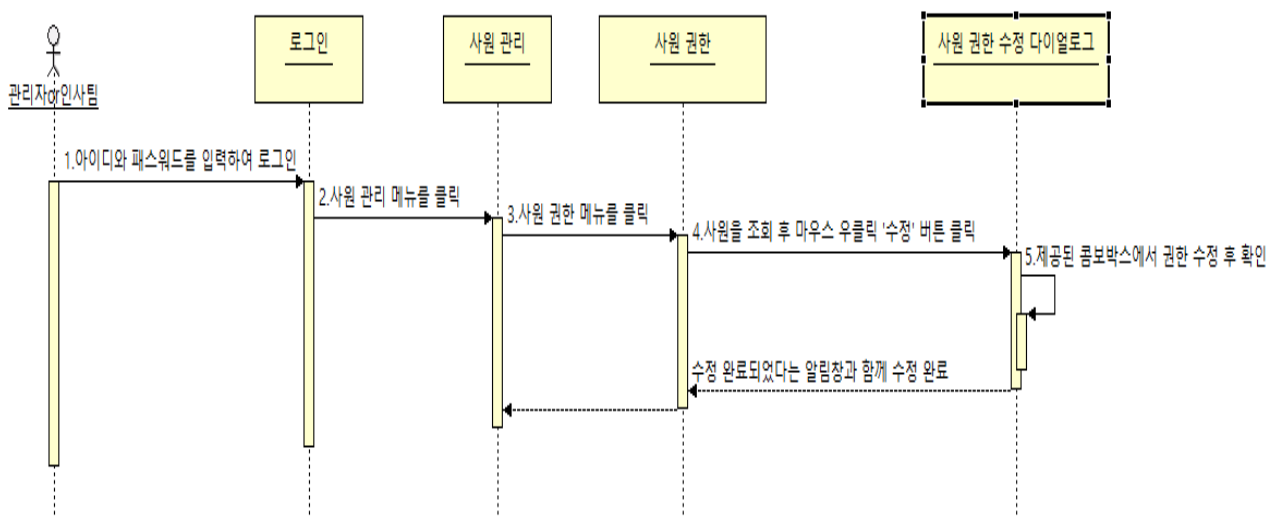 로그인
사원 관리
사원 권한
사원 권한 수정 다이얼로그
관리자or인사팀
1.아이디와 패스워드를 입력하여 로그인
2.사원 관리 메뉴를 클릭
3.사원 권한 메뉴를 클릭
4.사원을 조회 후 마우스 우클릭 '수정' 버튼 클릭
5.제공된 콤보박스에서 권한 수정 후 확인
수정 완료되었다는 알림창과 함께 수정 완료